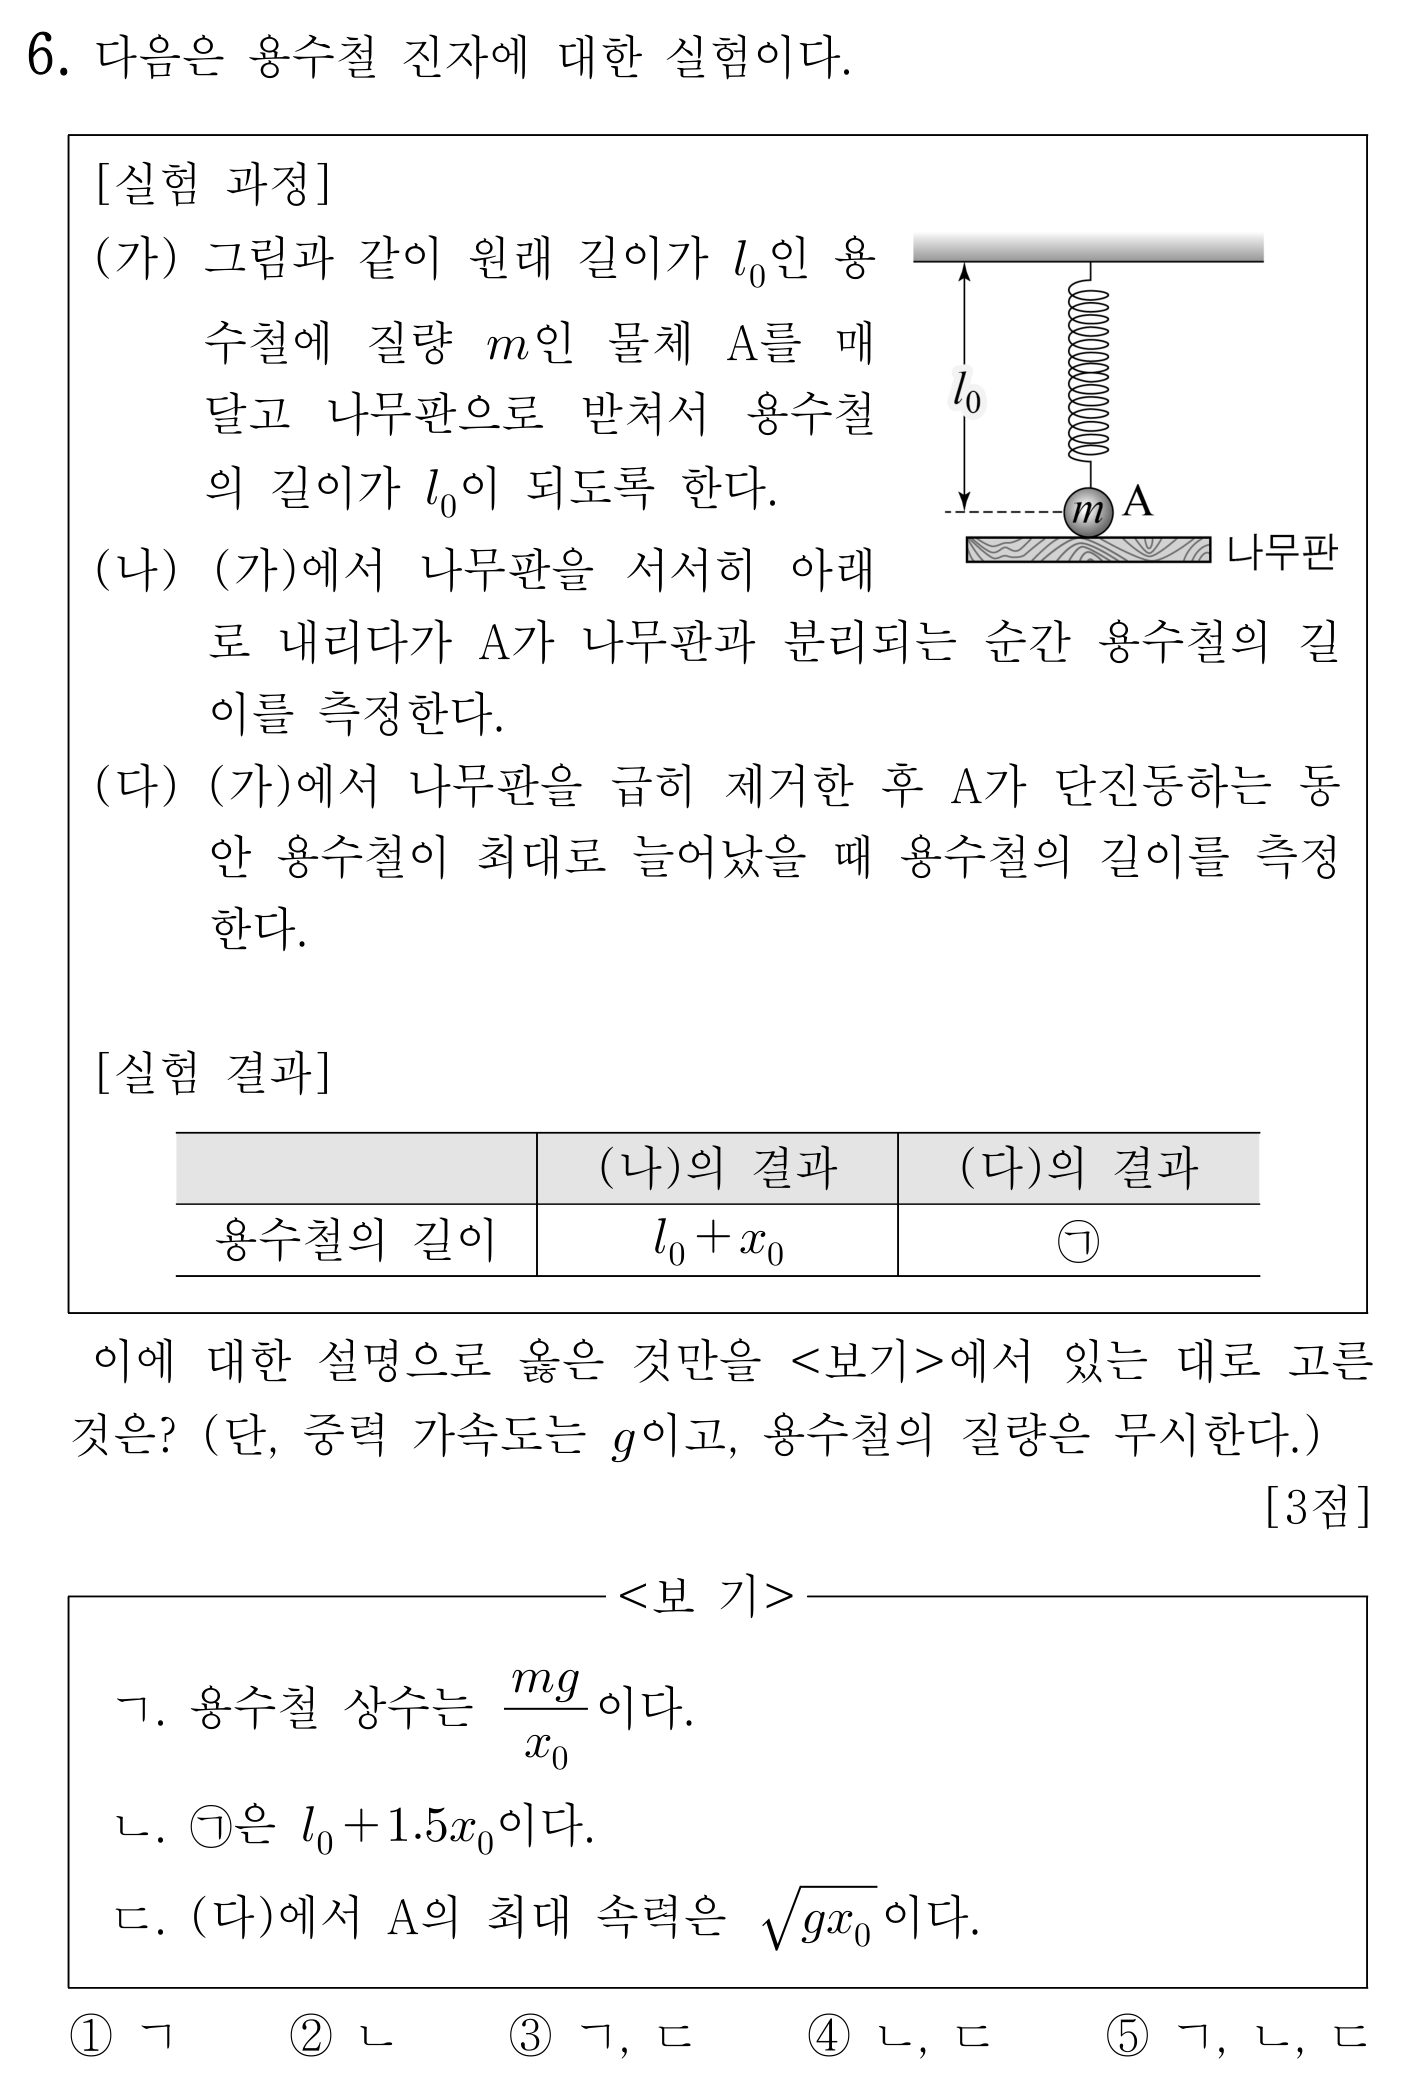 6. 다음은 용수철 진자에 대한 실험이다.
[실험 과정]
(가) 그림과 같이 원래 길이가 l₀인 용
수철에 질량 m인 물체 A를 매
달고 나무판으로 받쳐서 용수철
의 길이가 l₀이 되도록 한다.
l₀
m A
나무판
(나) (가)에서 나무판을 서서히 아래
로 내리다가 A가 나무판과 분리되는 순간 용수철의 길
이를 측정한다.
(다) (가)에서 나무판을 급히 제거한 후 A가 단진동하는 동
안 용수철이 최대로 늘어났을 때 용수철의 길이를 측정
한다.
[실험 결과]
(나)의 결과 (다)의 결과
용수철의 길이 l₀+x₀ ㉠
이에 대한 설명으로 옳은 것만을 <보기>에서 있는 대로 고른
것은? (단, 중력 가속도는 g이고, 용수철의 질량은 무시한다.)
[3점]
<보 기>
ㄱ. 용수철 상수는 mg/x₀이다.
ㄴ. ㉠은 l₀+1.5x₀이다.
ㄷ. (다)에서 A의 최대 속력은 √gx₀이다.
① ㄱ ② ㄴ ③ ㄱ, ㄷ ④ ㄴ, ㄷ ⑤ ㄱ, ㄴ, ㄷ